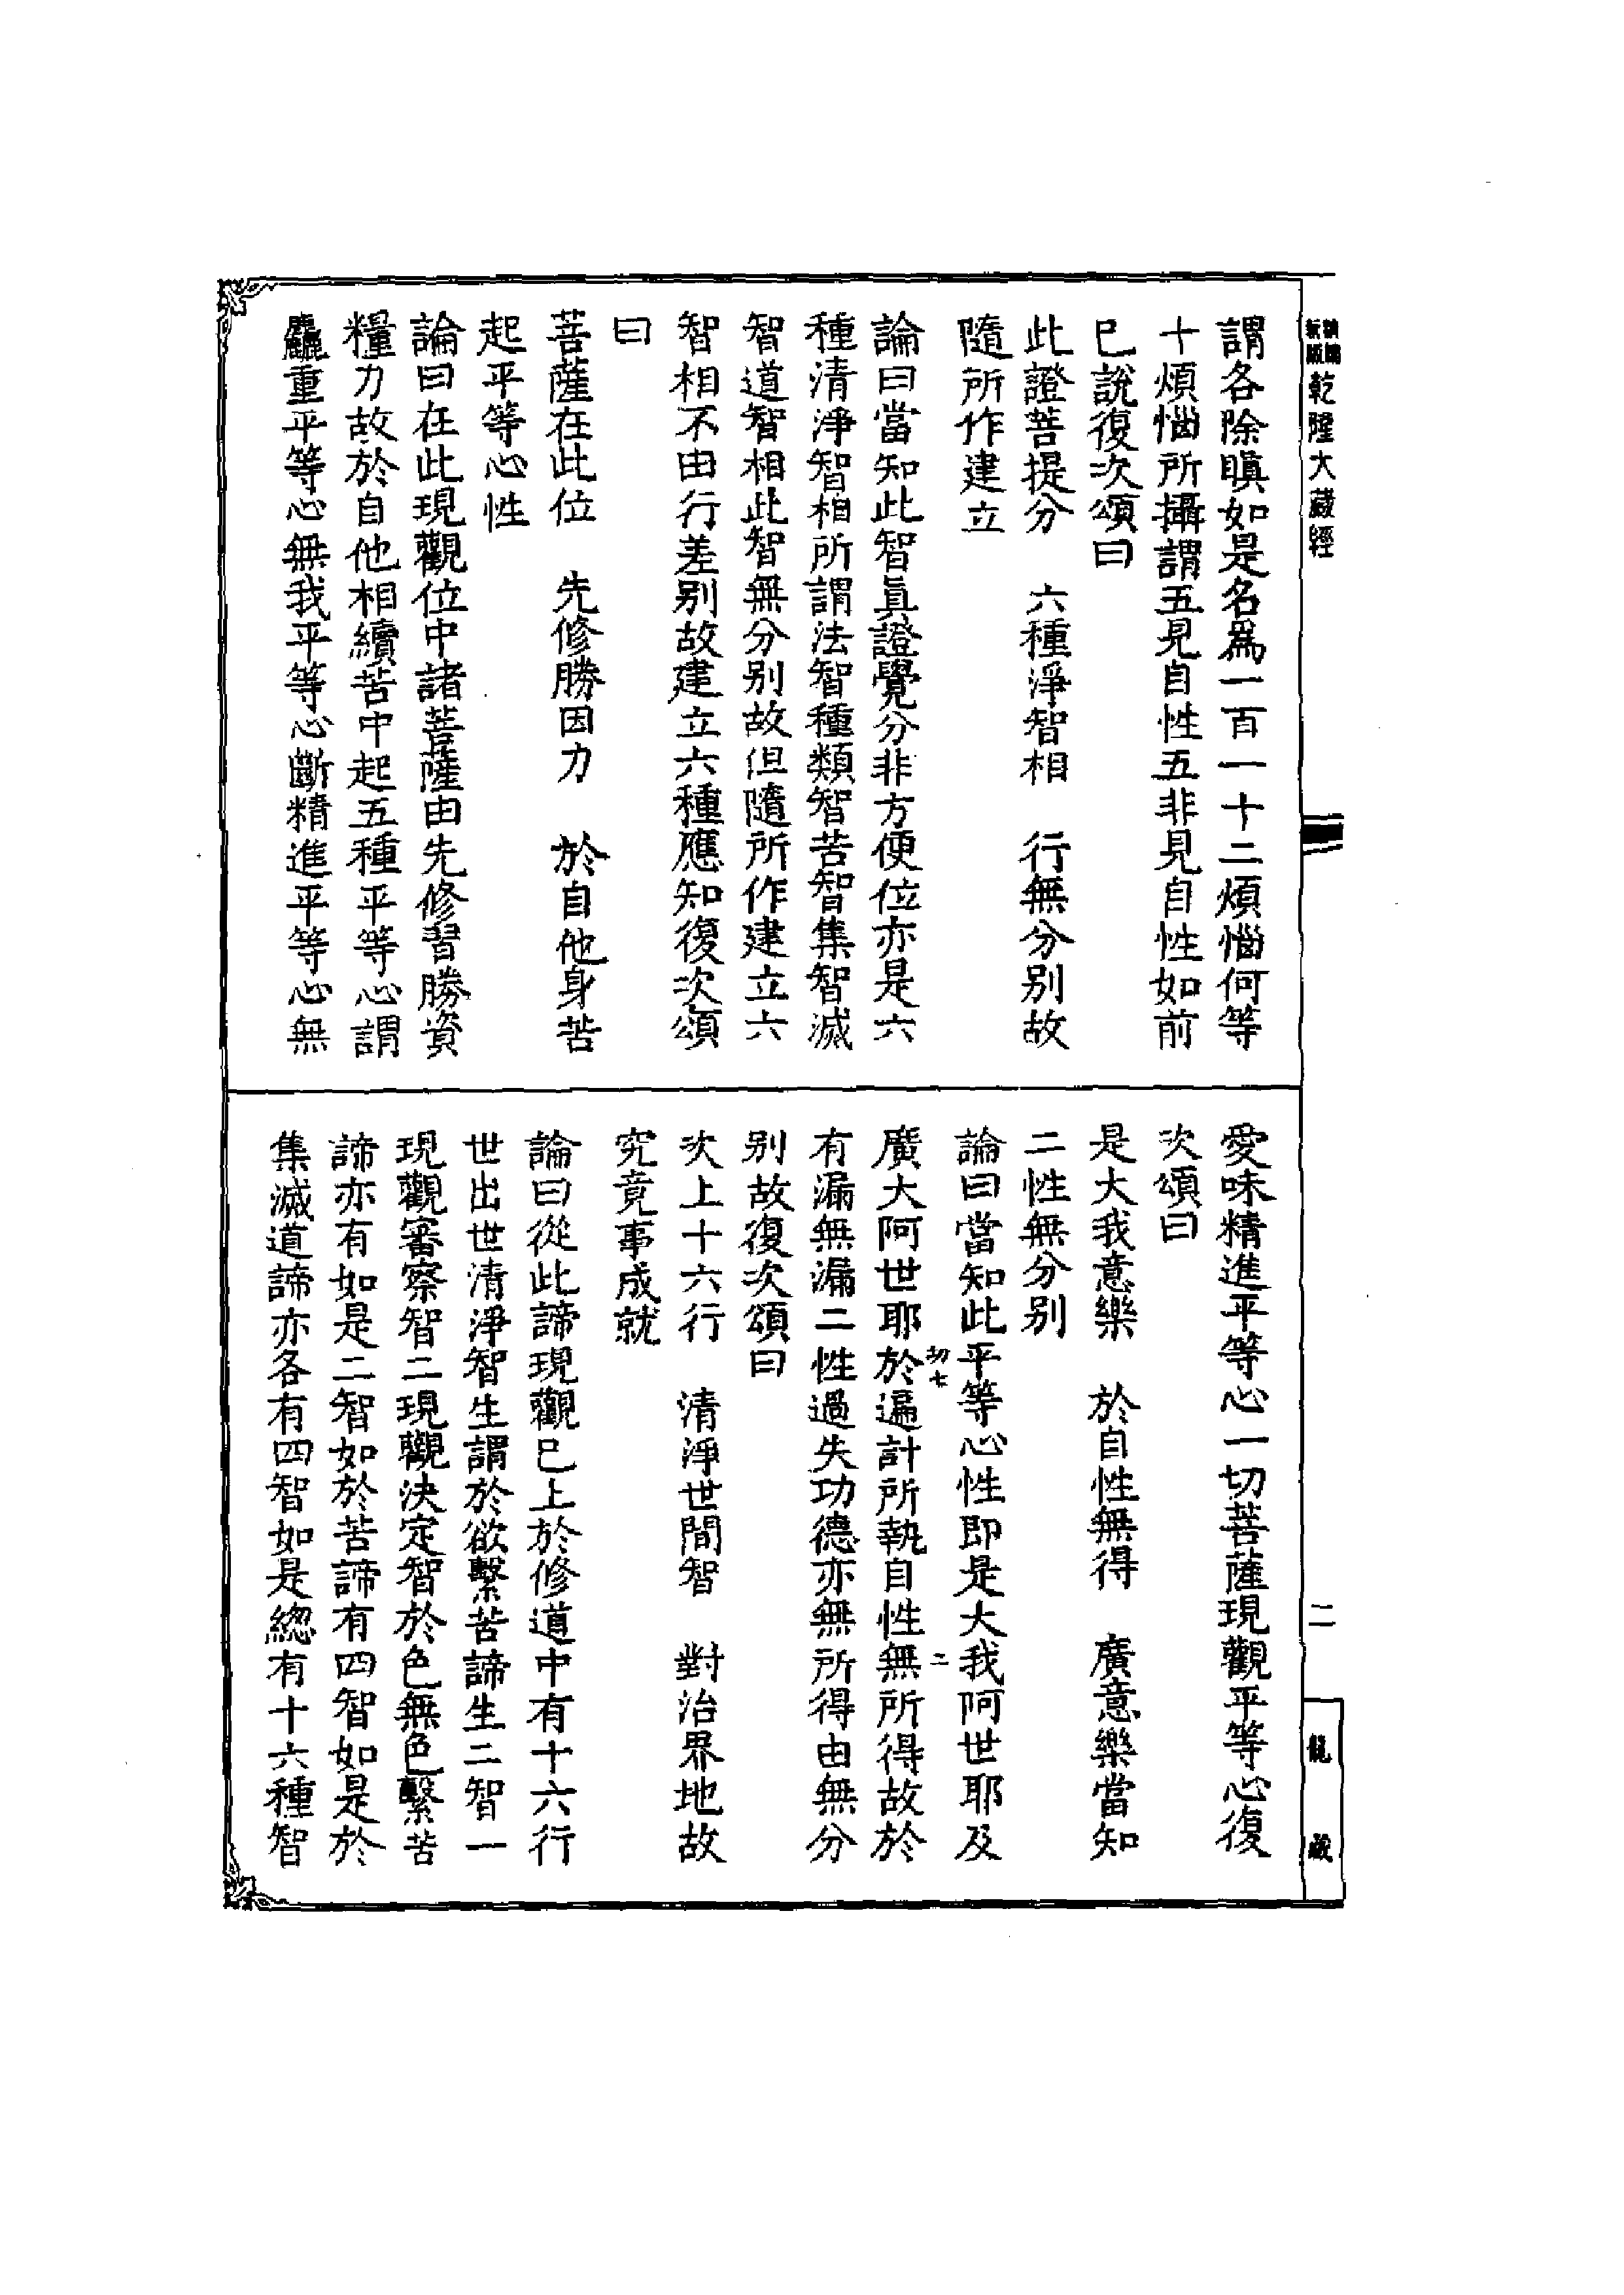 乾隆大藏經
二
龍藏
謂各除瞋如是名爲一百一十二煩惱何等
十煩惱所攝謂五見自性五非見自性如前
已說復次頌曰
此證菩提分　六種淨智相　行無分別故
隨所作建立
論曰當知此智眞證覺分非方便位亦是六
種清淨智相所謂法智種類智苦智集智滅
智道智相此智無分別故但隨所作建立六
智相不由行差別故建立六種應知復次頌
曰
菩薩在此位　先修勝因力　於自他身苦
起平等心性
論曰在此現觀位中諸菩薩由先修習勝資
糧力故於自他相續苦中起五種平等心謂
麤重平等心無我平等心斷精進平等心無
愛味精進平等心一切菩薩現觀平等心復
次頌曰
是大我意樂　於自性無得　廣意樂當知
二性無分別
論曰當知此平等心性即是大我阿世耶及
切七　二
廣大阿世耶於遍計所執自性無所得故於
有漏無漏二性過失功德亦無所得由無分
別故復次頌曰
次上十六行　清淨世間智　對治界地故
究竟事成就
論曰從此諦現觀已上於修道中有十六行
世出世清淨智生謂於欲繫苦諦生二智一
現觀審察智二現觀決定智於色無色繫苦
諦亦有如是二智如於苦諦有四智如是於
集滅道諦亦各有四智如是總有十六種智